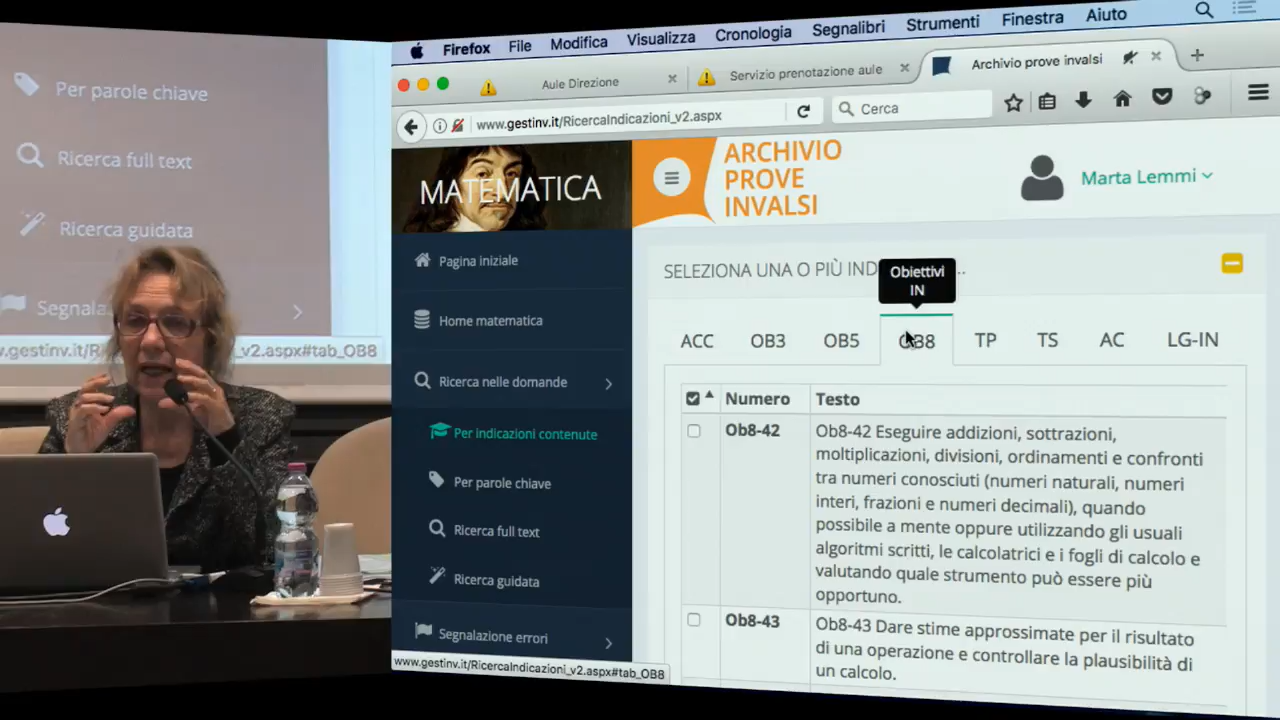 Per parole chiave
Ricerca full text
Ricerca guidata
Segnala
v2.aspx#tab_OB8
Firefox File Modifica Visualizza Cronologia Segnalibri Strumenti Finestra Aiuto
Aule Direzione
Servizio prenotazione aule
Archivio prove invalsi
www.gestinv.it/RicercaIndicazioni_v2.aspx
Cerca
MATEMATICA
ARCHIVIO
PROVE
INVALSI
Marta Lemmi
Pagina iniziale
Home matematica
Ricerca nelle domande
Per indicazioni contenute
Per parole chiave
Ricerca full text
Ricerca guidata
Segnalazione errori
www.gestinv.it/RicercaIndicazioni_v2.aspx#tab_OB8
SELEZIONA UNA O PIÙ IND
Obiettivi
IN
ACC OB3 OB5 OB8 TP TS AC LG-IN
Numero Testo
Ob8-42 Ob8-42 Eseguire addizioni, sottrazioni,
moltiplicazioni, divisioni, ordinamenti e confronti
tra numeri conosciuti (numeri naturali, numeri
interi, frazioni e numeri decimali), quando
possibile a mente oppure utilizzando gli usuali
algoritmi scritti, le calcolatrici e i fogli di calcolo e
valutando quale strumento può essere più
opportuno.
Ob8-43 Ob8-43 Dare stime approssimate per il risultato
di una operazione e controllare la plausibilità di
un calcolo.